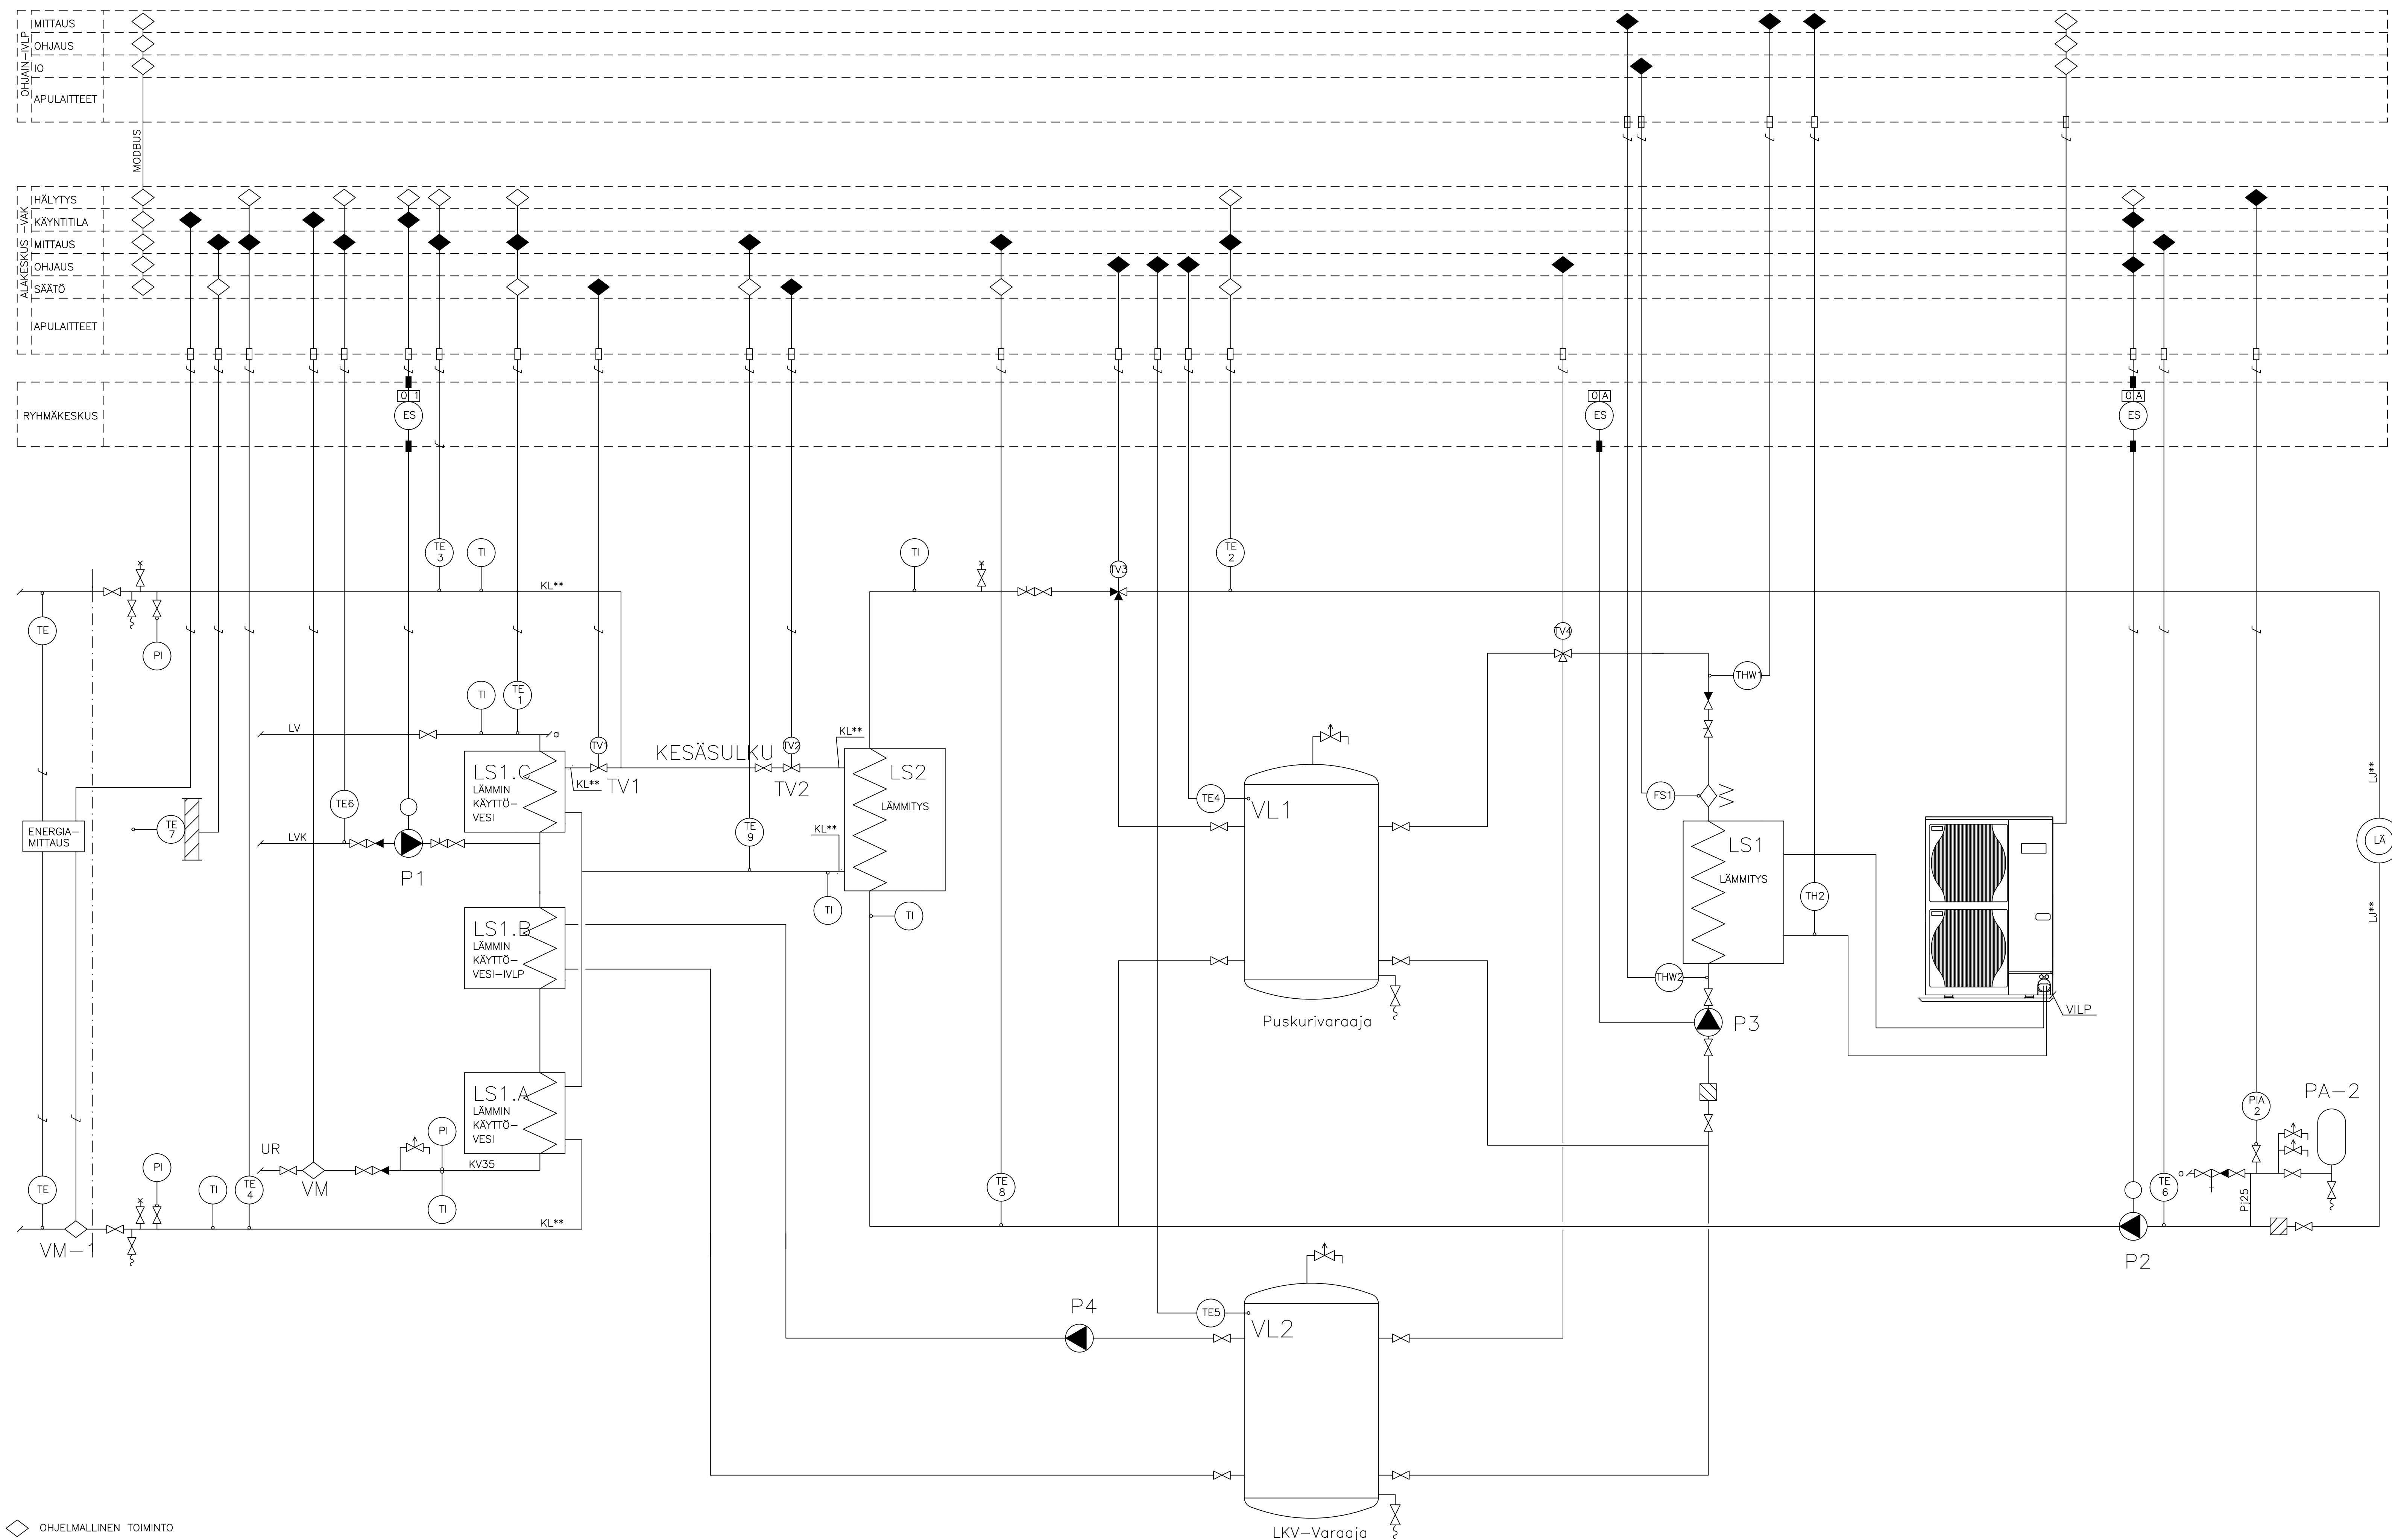 OHJAIN-IVLP
MITTAUS
OHJAUS
IO
APULAITTEET
MODBUS
ALAKESKUS -VAK
HÄLYTYS
KÄYNTITILA
MITTAUS
OHJAUS
SÄÄTÖ
APULAITTEET
RYHMÄKESKUS
0 1
ES
0 A
ES
0 A
ES
TE
3
TI
TI
TV3
TE
2
KL**
TE
PI
TV4
THW1
TI
TE
1
LV
a
TV1
TV2
KL**
KESÄSULKU
LS1.C
LÄMMIN
KÄYTTÖ-
VESI
KL**
TV1
TV2
LS2
LÄMMITYS
TE6
TE4
VL1
FS1
LJ**
ENERGIA-
MITTAUS
TE
7
LVK
P1
TE
9
KL**
LS1
LÄMMITYS
LÄ
TH2
TI
TI
LJ**
LS1.B
LÄMMIN
KÄYTTÖ-
VESI-IVLP
THW2
VILP
Puskurivaraaja
P3
LS1.A
LÄMMIN
KÄYTTÖ-
VESI
PIA
2
PA-2
PI
UR
KV35
VM
PI
TE
TI
TE
4
TI
TE
8
a
TE
6
Pj25
KL**
VM-1
P2
P4
TE5
VL2
LKV-Varaaja
OHJELMALLINEN TOIMINTO